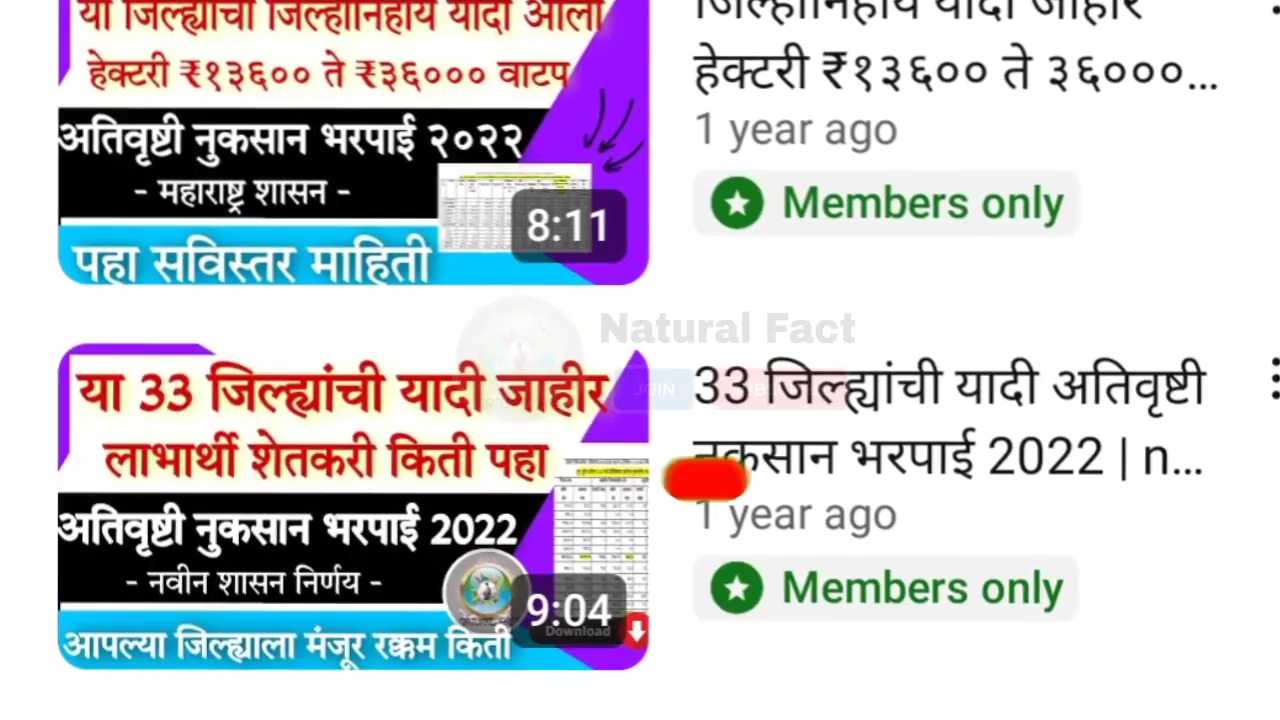 या जिल्ह्यांची जिल्हानिहाय यादी आली
हेक्टरी ₹१३६०० ते ₹३६००० वाटप
अतिवृष्टी नुकसान भरपाई २०२२
- महाराष्ट्र शासन -
8:11
पहा सविस्तर माहिती
जिल्हानिहाय यादी जाहीर
हेक्टरी ₹१३६०० ते ३६०००...
1 year ago
Members only
Natural Fact
JOIN
या 33 जिल्ह्यांची यादी जाहीर
लाभार्थी शेतकरी किती पहा
अतिवृष्टी नुकसान भरपाई 2022
- नवीन शासन निर्णय -
9:04
Download
आपल्या जिल्ह्याला मंजूर रक्कम किती
33 जिल्ह्यांची यादी अतिवृष्टी
नुकसान भरपाई 2022 | n...
1 year ago
Members only